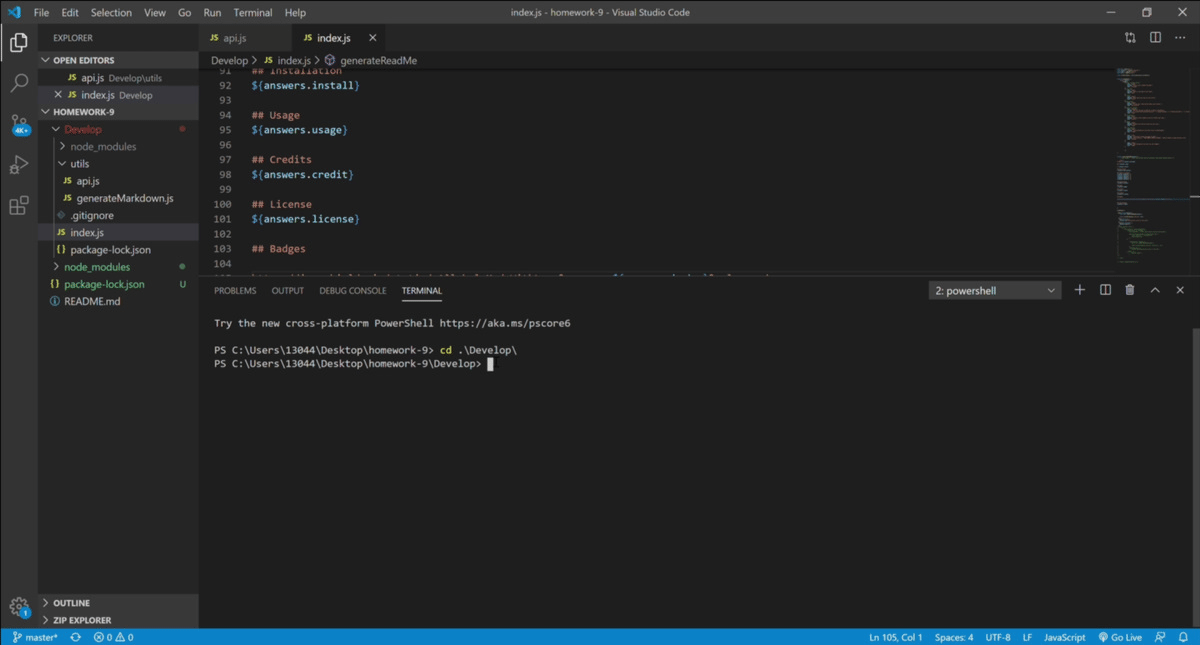 File Edit Selection View Go Run Terminal Help
index.js - homework-9 - Visual Studio Code
EXPLORER
OPEN EDITORS
JS api.js Develop\utils
JS index.js Develop
HOMEWORK-9
Develop
node_modules
utils
JS api.js
JS generateMarkdown.js
.gitignore
JS index.js
{} package-lock.json
node_modules
{} package-lock.json U
README.md
OUTLINE
ZIP EXPLORER
4K+
1
JS api.js
JS index.js
Develop > JS index.js > generateReadMe
91 ## Installation
92 ${answers.install}
93
94 ## Usage
95 ${answers.usage}
96
97 ## Credits
98 ${answers.credit}
99
100 ## License
101 ${answers.license}
102
103 ## Badges
104
PROBLEMS OUTPUT DEBUG CONSOLE TERMINAL
2: powershell
Try the new cross-platform PowerShell https://aka.ms/pscore6
PS C:\Users\13044\Desktop\homework-9> cd .\Develop\
PS C:\Users\13044\Desktop\homework-9\Develop>
master* 0 0
Ln 105, Col 1 Spaces: 4 UTF-8 LF JavaScript Go Live